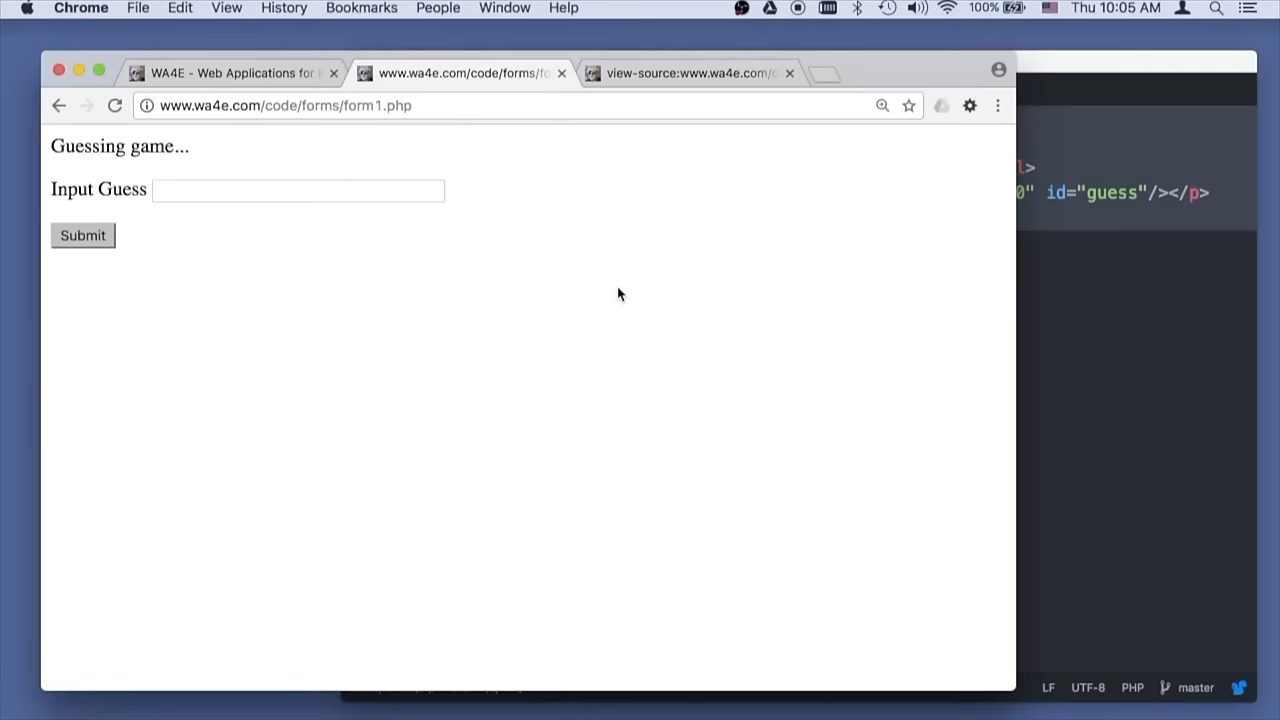 Chrome File Edit View History Bookmarks People Window Help 100% Thu 10:05 AM
WA4E - Web Applications for www.wa4e.com/code/forms/fo view-source:www.wa4e.com/c
www.wa4e.com/code/forms/form1.php
Guessing game...
l>
Input Guess
0" id="guess"/></p>
Submit
LF UTF-8 PHP master